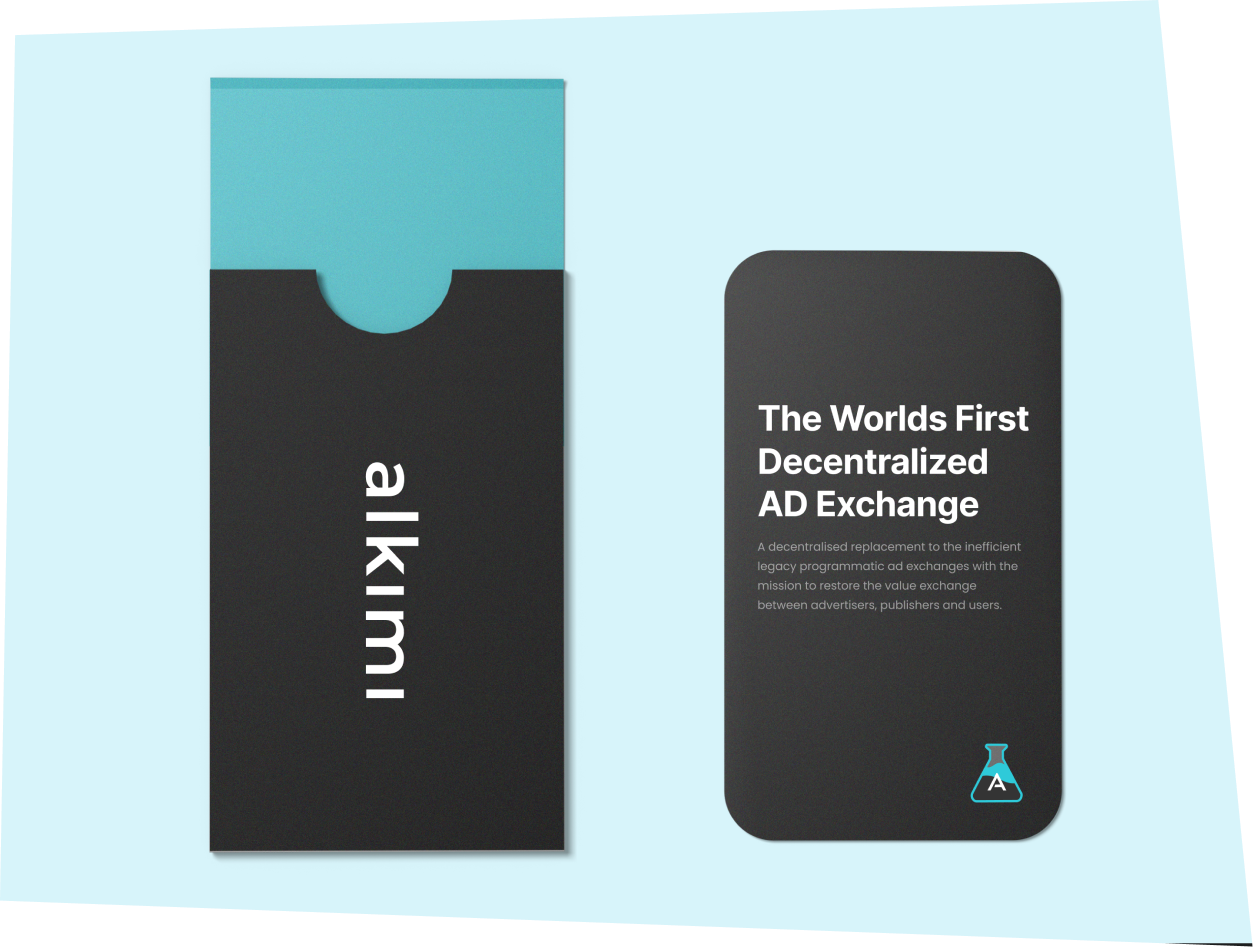 alkımı
The Worlds First
Decentralized
AD Exchange
A decentralised replacement to the inefficient
legacy programmatic ad exchanges with the
mission to restore the value exchange
between advertisers, publishers and users.
A